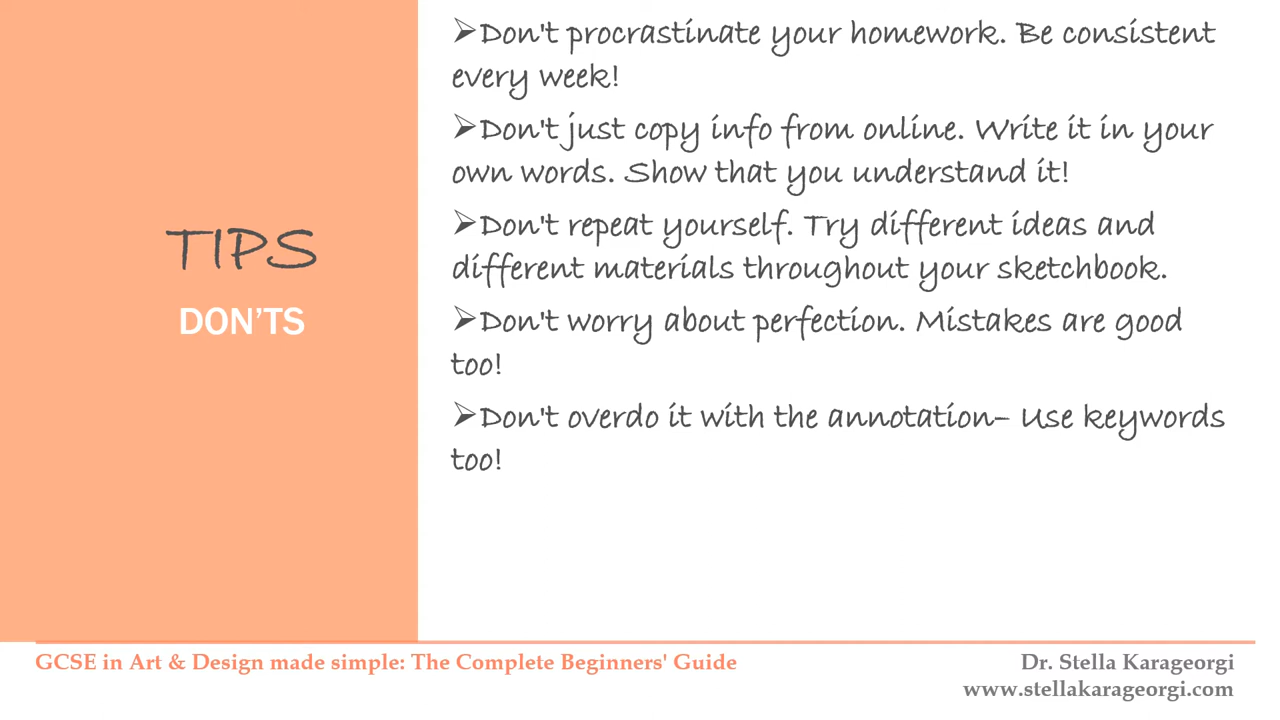 TIPS
DON'TS
➢Don't procrastinate your homework. Be consistent
every week!
➢Don't just copy info from online. Write it in your
own words. Show that you understand it!
➢Don't repeat yourself. Try different ideas and
different materials throughout your sketchbook.
➢Don't worry about perfection. Mistakes are good
too!
➢Don't overdo it with the annotation– Use keywords
too!
GCSE in Art & Design made simple: The Complete Beginners' Guide
Dr. Stella Karageorgi
www.stellakarageorgi.com